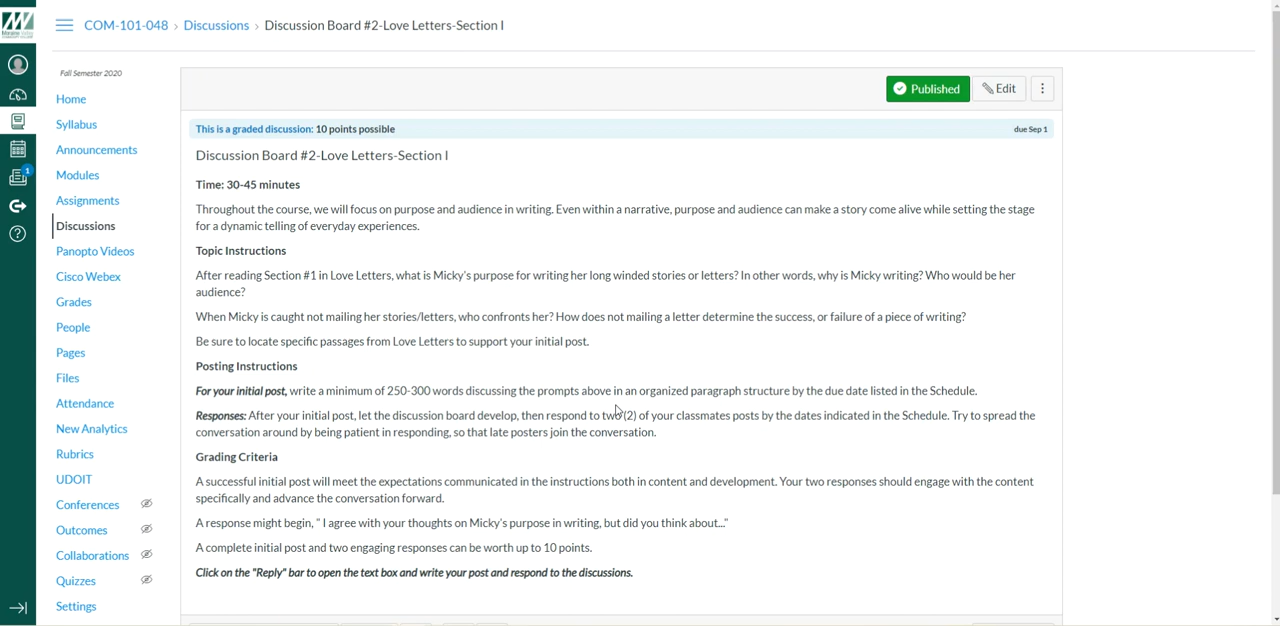 COM-101-048 › Discussions › Discussion Board #2-Love Letters-Section I
Fall Semester 2020
Home
Syllabus
Announcements
Modules
Assignments
Discussions
Panopto Videos
Cisco Webex
Grades
People
Pages
Files
Attendance
New Analytics
Rubrics
UDOIT
Conferences
Outcomes
Collaborations
Quizzes
Settings
1
Published
Edit
This is a graded discussion: 10 points possible
due Sep 1
Discussion Board #2-Love Letters-Section I
Time: 30-45 minutes
Throughout the course, we will focus on purpose and audience in writing. Even within a narrative, purpose and audience can make a story come alive while setting the stage
for a dynamic telling of everyday experiences.
Topic Instructions
After reading Section #1 in Love Letters, what is Micky's purpose for writing her long winded stories or letters? In other words, why is Micky writing? Who would be her
audience?
When Micky is caught not mailing her stories/letters, who confronts her? How does not mailing a letter determine the success, or failure of a piece of writing?
Be sure to locate specific passages from Love Letters to support your initial post.
Posting Instructions
For your initial post, write a minimum of 250-300 words discussing the prompts above in an organized paragraph structure by the due date listed in the Schedule.
Responses: After your initial post, let the discussion board develop, then respond to two (2) of your classmates posts by the dates indicated in the Schedule. Try to spread the
conversation around by being patient in responding, so that late posters join the conversation.
Grading Criteria
A successful initial post will meet the expectations communicated in the instructions both in content and development. Your two responses should engage with the content
specifically and advance the conversation forward.
A response might begin, " I agree with your thoughts on Micky's purpose in writing, but did you think about..."
A complete initial post and two engaging responses can be worth up to 10 points.
Click on the "Reply" bar to open the text box and write your post and respond to the discussions.